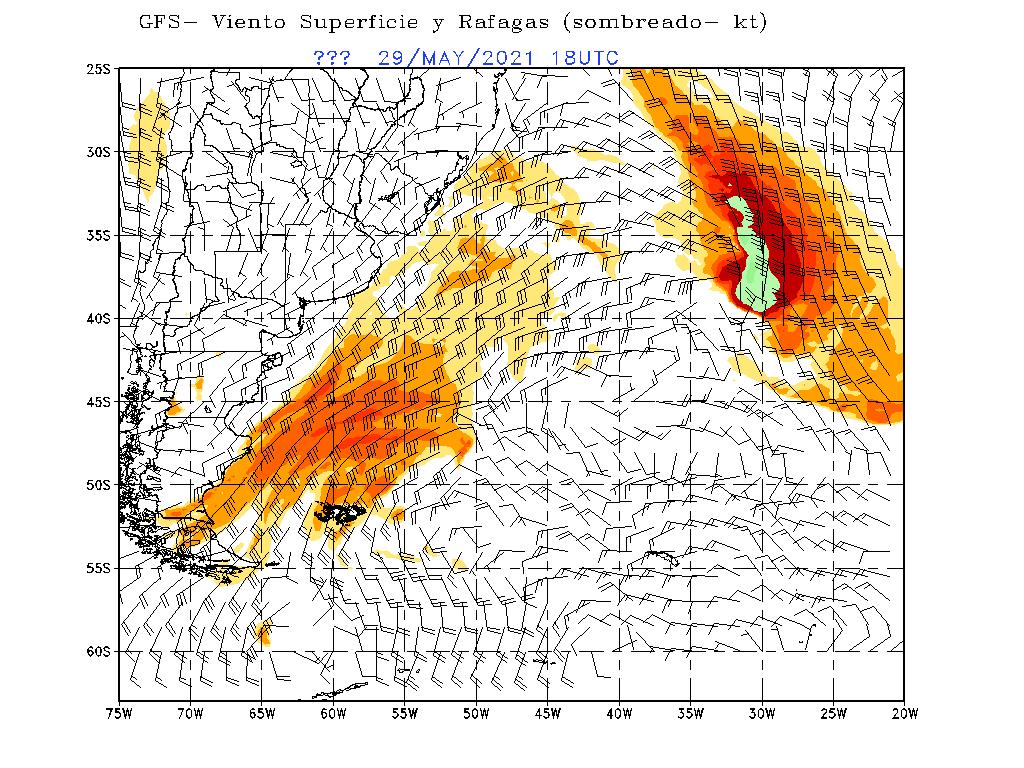 GFS− Viento Superficie y Rafagas (sombreado− kt)
??? 29/MAY/2021 18UTC
25S
30S
35S
40S
45S
50S
55S
60S
75W 70W 65W 60W 55W 50W 45W 40W 35W 30W 25W 20W